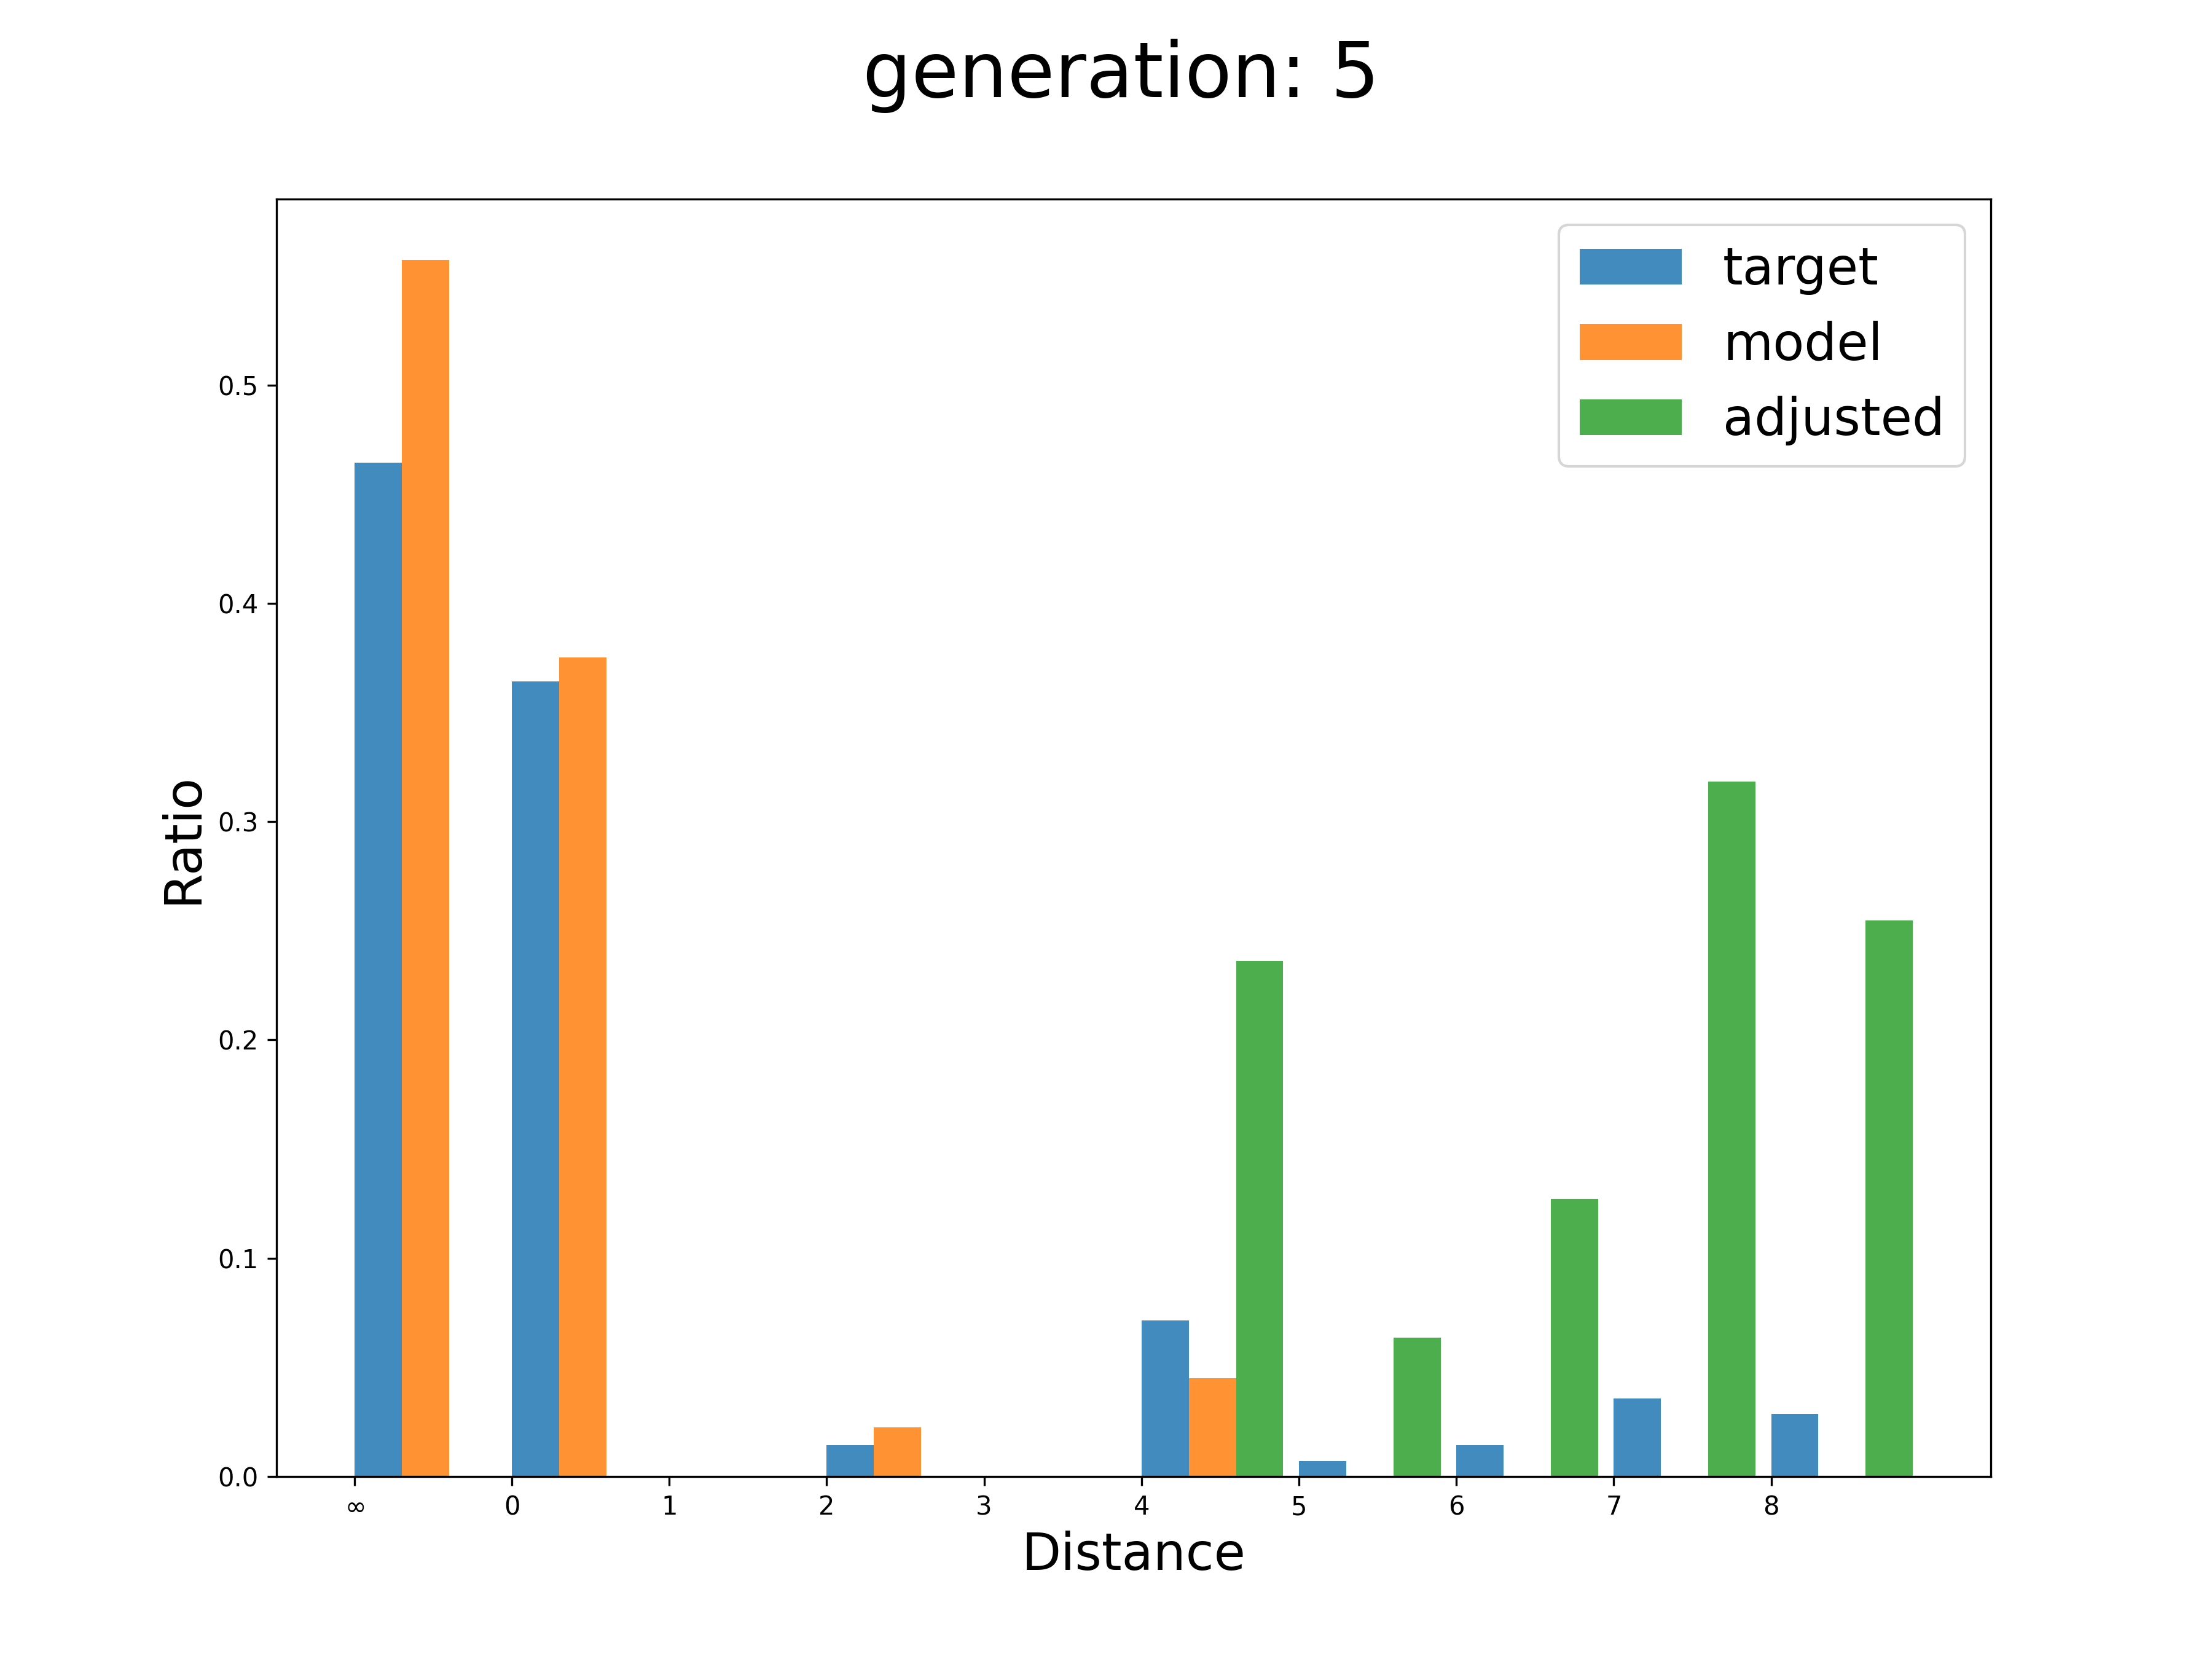 generation: 5
target
model
adjusted
Ratio
0.5
0.4
0.3
0.2
0.1
0.0
∞ 0 1 2 3 4 5 6 7 8
Distance